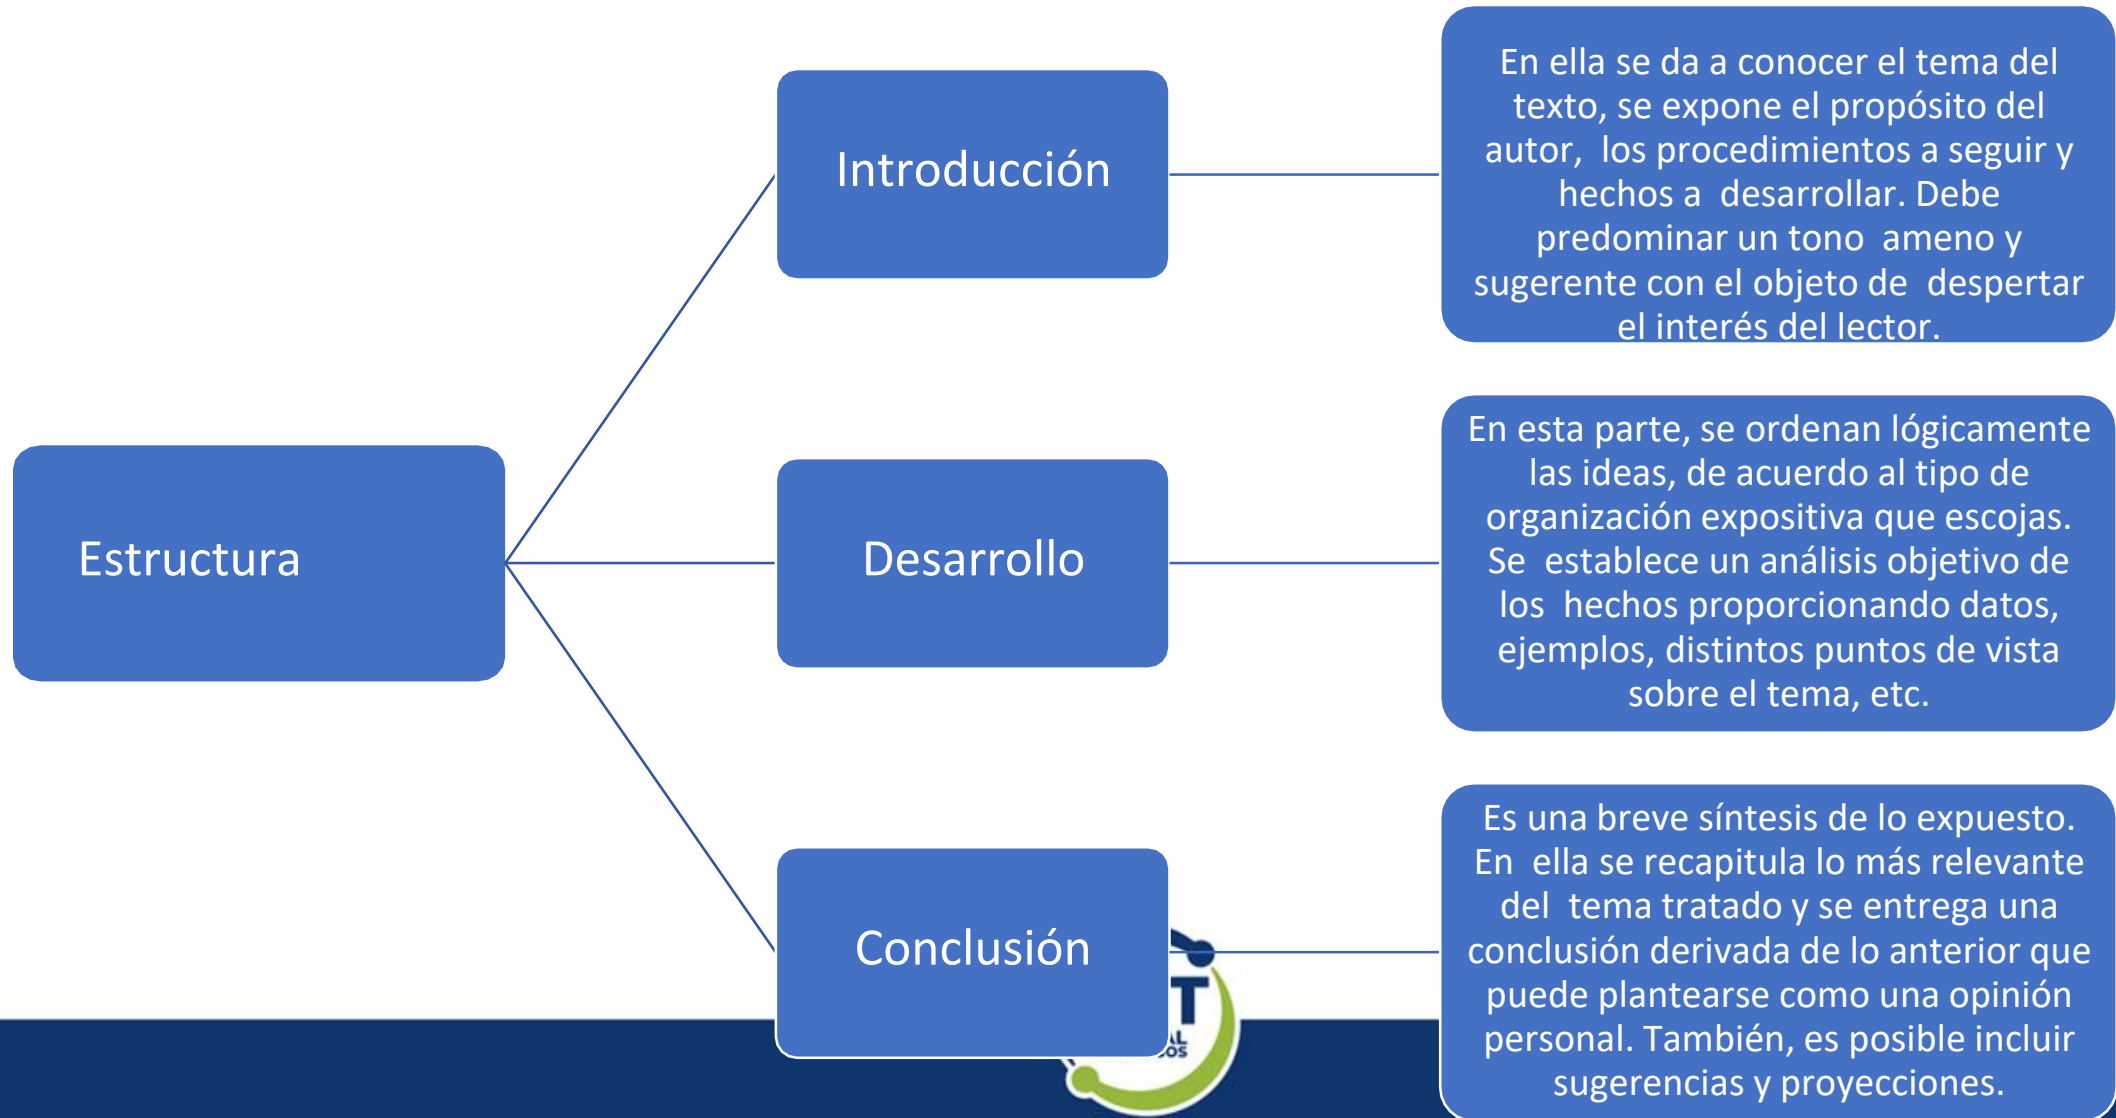 Estructura
Introducción
En ella se da a conocer el tema del
texto, se expone el propósito del
autor, los procedimientos a seguir y
hechos a desarrollar. Debe
predominar un tono ameno y
sugerente con el objeto de despertar
el interés del lector.
Desarrollo
En esta parte, se ordenan lógicamente
las ideas, de acuerdo al tipo de
organización expositiva que escojas.
Se establece un análisis objetivo de
los hechos proporcionando datos,
ejemplos, distintos puntos de vista
sobre el tema, etc.
Conclusión
Es una breve síntesis de lo expuesto.
En ella se recapitula lo más relevante
del tema tratado y se entrega una
conclusión derivada de lo anterior que
puede plantearse como una opinión
personal. También, es posible incluir
sugerencias y proyecciones.